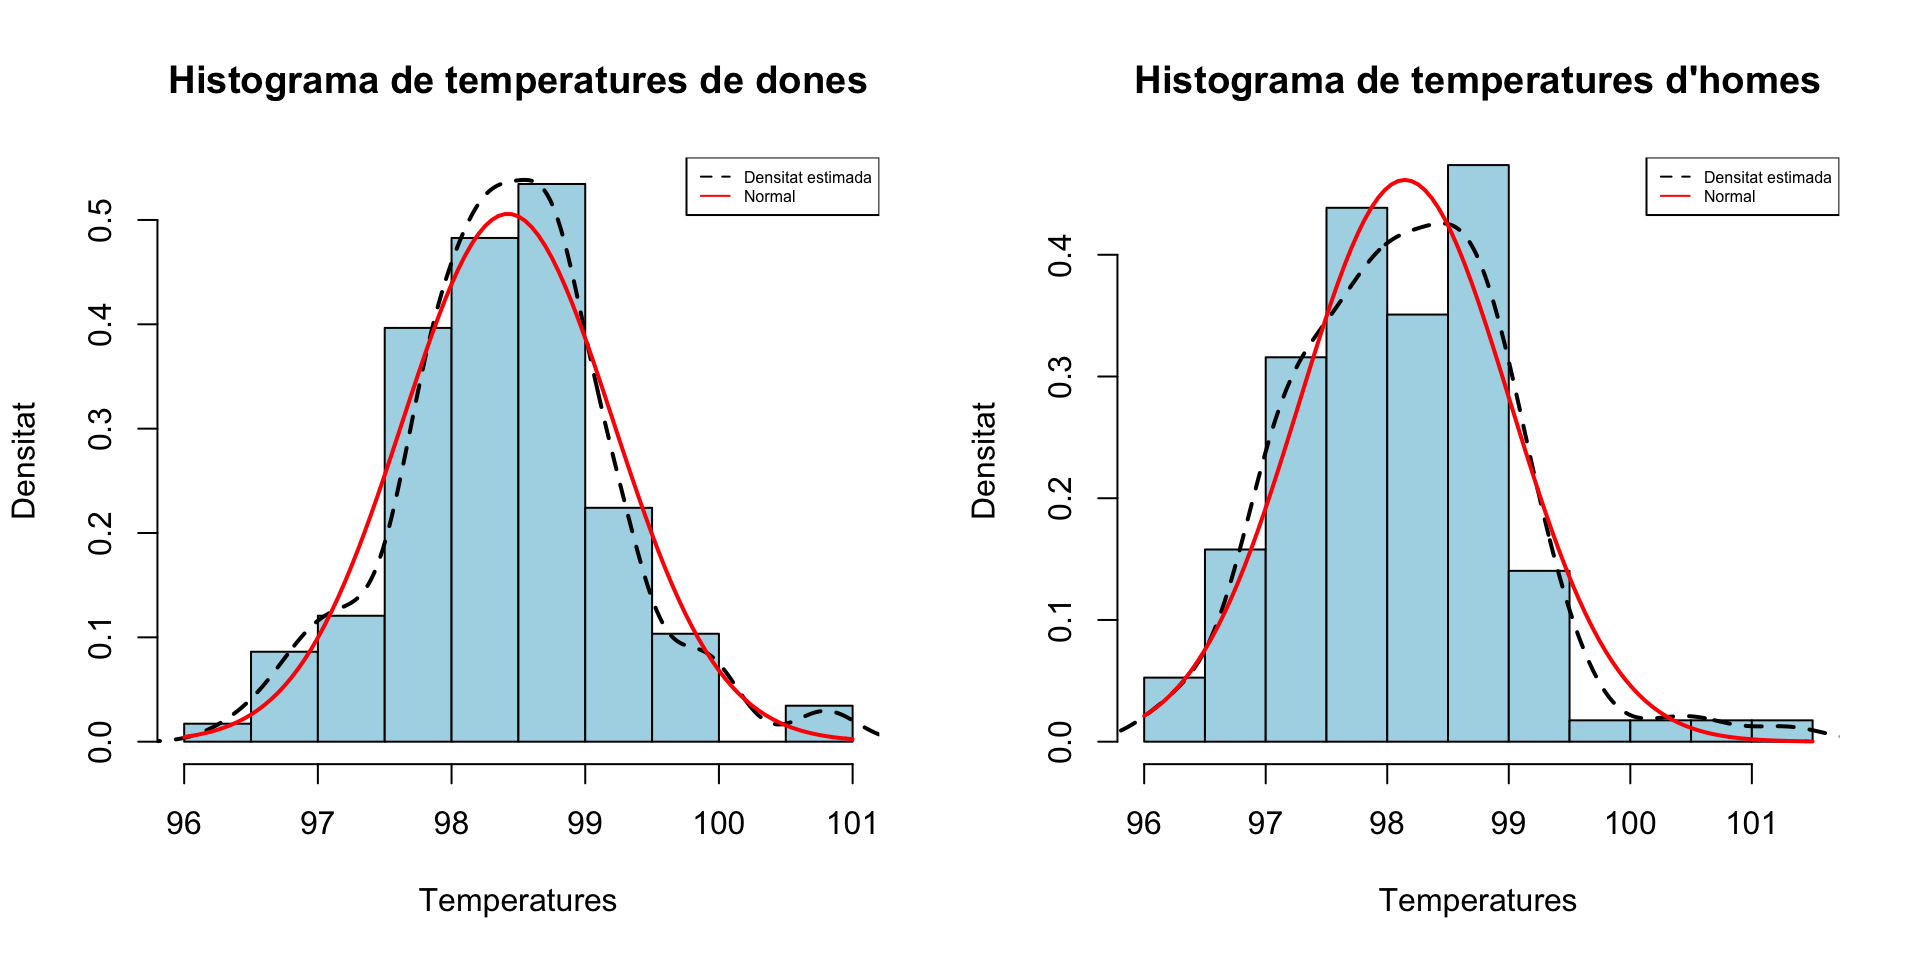 Histograma de temperatures de dones
Densitat estimada
Normal
Densitat
0.0 0.1 0.2 0.3 0.4 0.5
96 97 98 99 100 101
Temperatures
Histograma de temperatures d'homes
Densitat estimada
Normal
Densitat
0.0 0.1 0.2 0.3 0.4
96 97 98 99 100 101
Temperatures